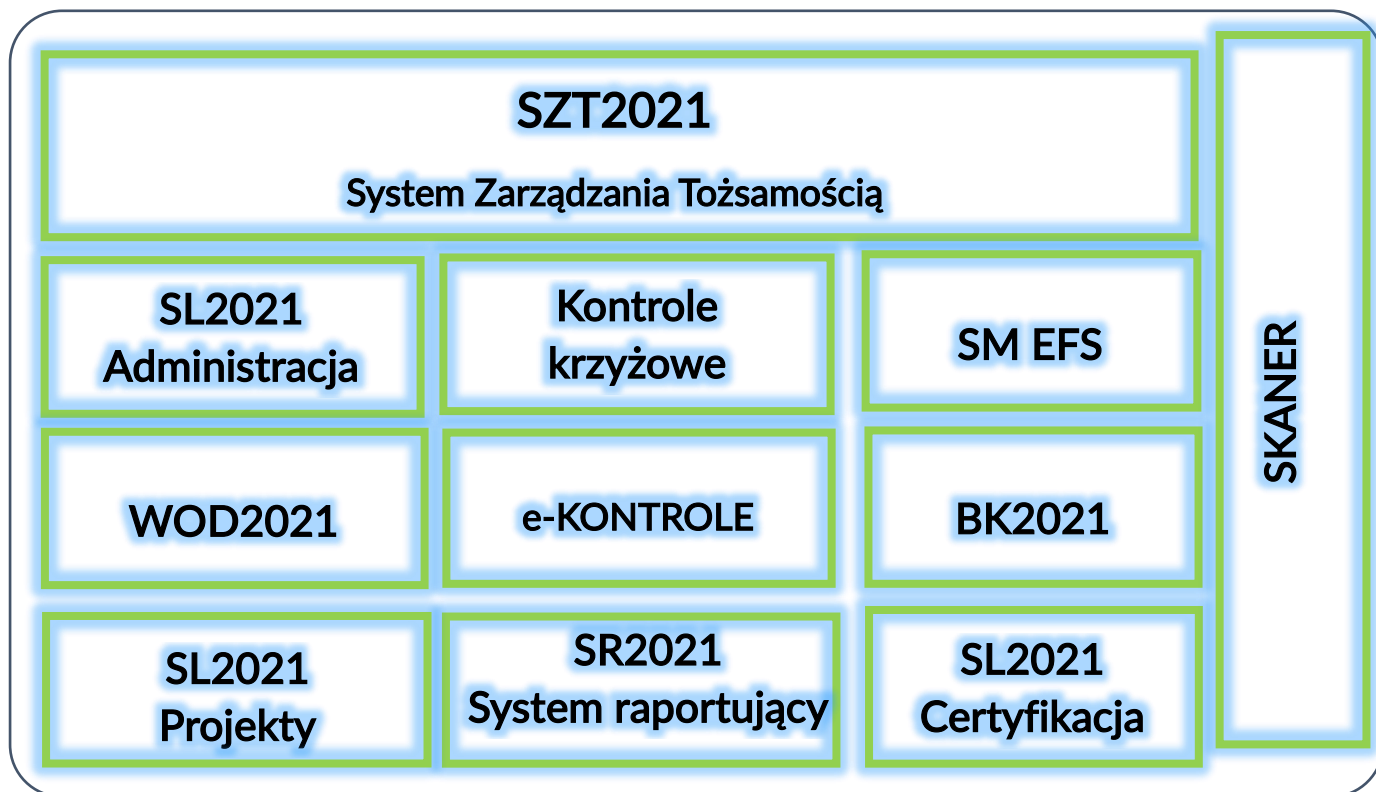 SZT2021
System Zarządzania Tożsamością
SL2021
Administracja
Kontrole
krzyżowe
SM EFS
WOD2021
e-KONTROLE
BK2021
SL2021
Projekty
SR2021
System raportujący
SL2021
Certyfikacja
SKANER